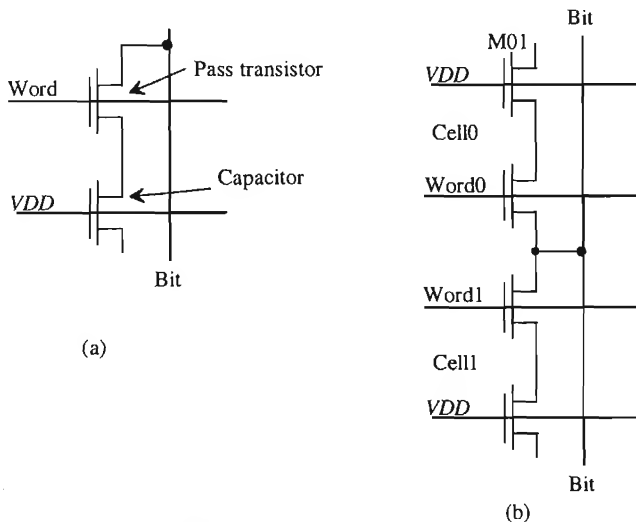 Word
Pass transistor
VDD
Capacitor
Bit
(a)
Bit
M01
VDD
Cell0
Word0
Word1
Cell1
VDD
Bit
(b)